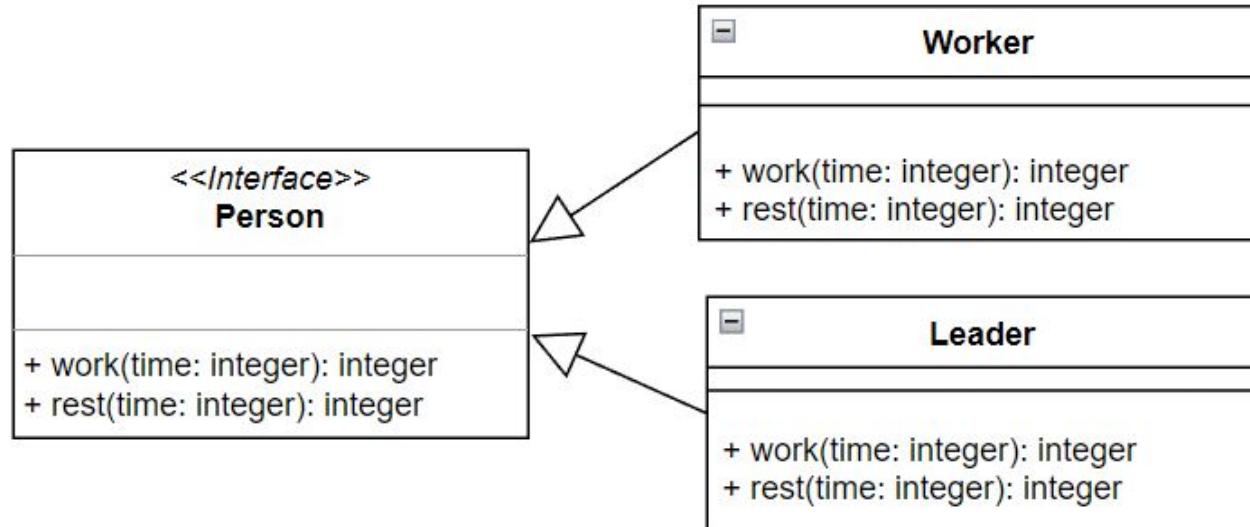 <<Interface>>
Person
+ work(time: integer): integer
+ rest(time: integer): integer
Worker
+ work(time: integer): integer
+ rest(time: integer): integer
Leader
+ work(time: integer): integer
+ rest(time: integer): integer